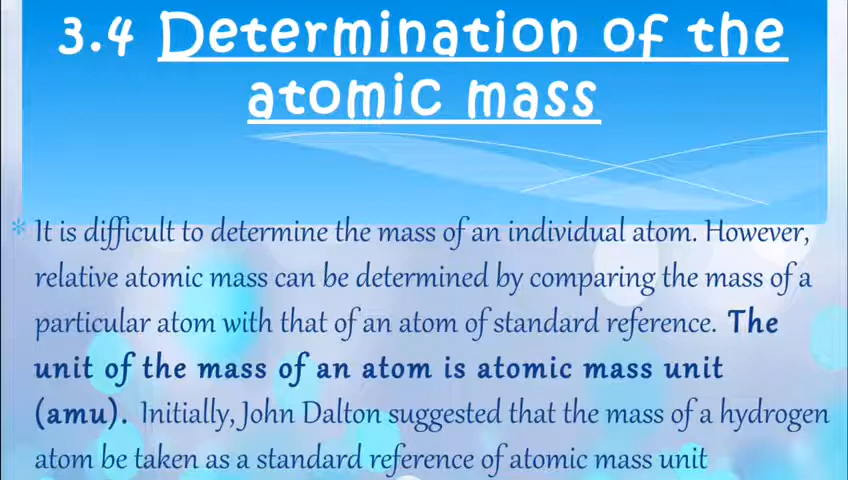 3.4 Determination of the
atomic mass
* It is difficult to determine the mass of an individual atom. However,
relative atomic mass can be determined by comparing the mass of a
particular atom with that of an atom of standard reference. The
unit of the mass of an atom is atomic mass unit
(amu). Initially, John Dalton suggested that the mass of a hydrogen
atom be taken as a standard reference of atomic mass unit